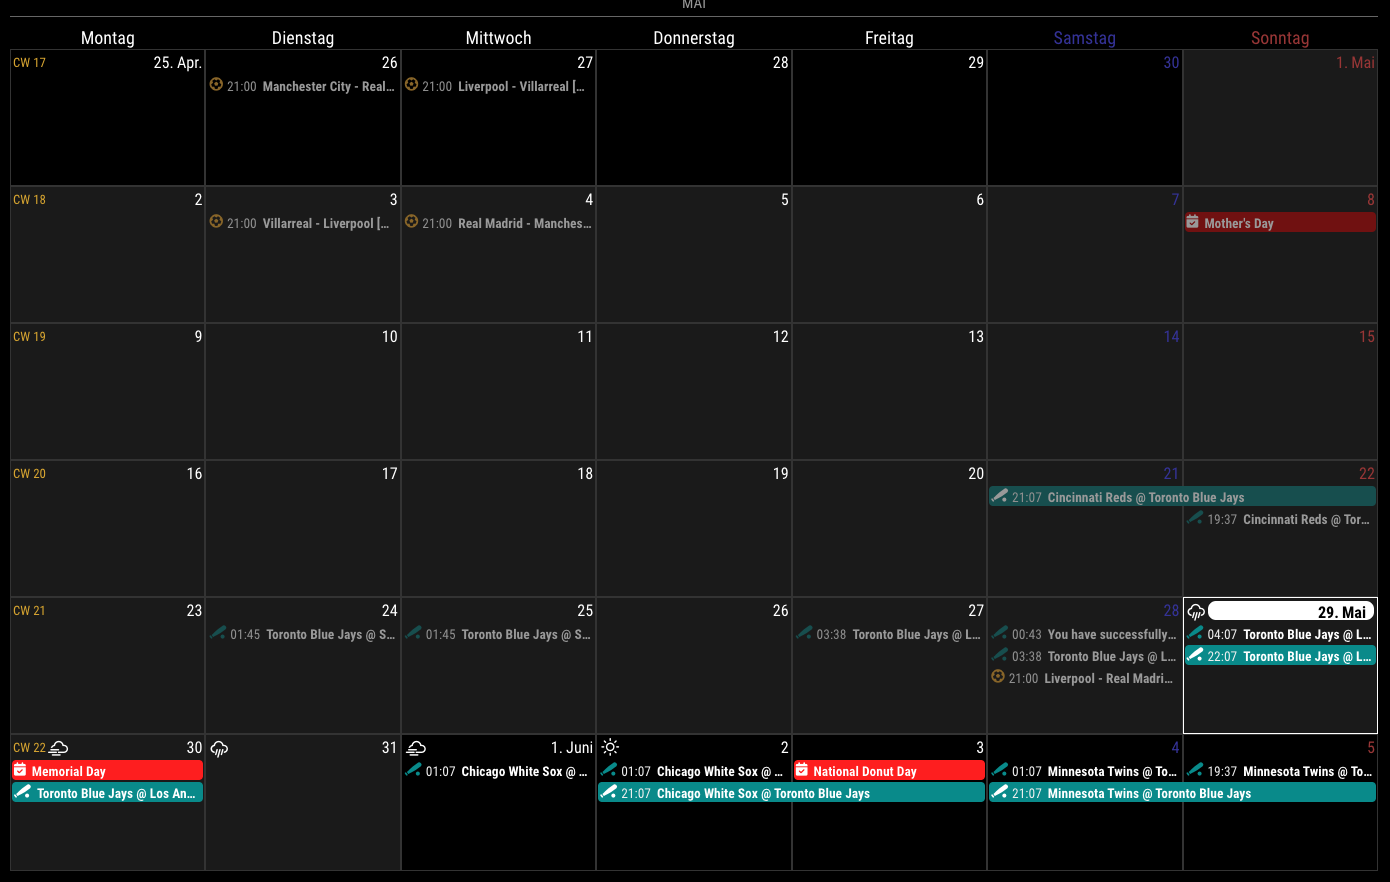 MAI
Montag Dienstag Mittwoch Donnerstag Freitag Samstag Sonntag
CW 17 25. Apr. 26 27 28 29 30 1. Mai
21:00 Manchester City - Real... 21:00 Liverpool - Villarreal [...
CW 18 2 3 4 5 6 7 8
21:00 Villarreal - Liverpool [... 21:00 Real Madrid - Manches... Mother's Day
CW 19 9 10 11 12 13 14 15
CW 20 16 17 18 19 20 21 22
21:07 Cincinnati Reds @ Toronto Blue Jays
19:37 Cincinnati Reds @ Tor...
CW 21 23 24 25 26 27 28 29. Mai
01:45 Toronto Blue Jays @ S... 01:45 Toronto Blue Jays @ S... 03:38 Toronto Blue Jays @ L... 00:43 You have successfully... 04:07 Toronto Blue Jays @ L...
03:38 Toronto Blue Jays @ L... 22:07 Toronto Blue Jays @ L...
21:00 Liverpool - Real Madri...
CW 22 30 31 1. Juni 2 3 4 5
Memorial Day 01:07 Chicago White Sox @ ... 01:07 Chicago White Sox @ ... National Donut Day 01:07 Minnesota Twins @ To... 19:37 Minnesota Twins @ To...
Toronto Blue Jays @ Los An... 21:07 Chicago White Sox @ Toronto Blue Jays 21:07 Minnesota Twins @ Toronto Blue Jays